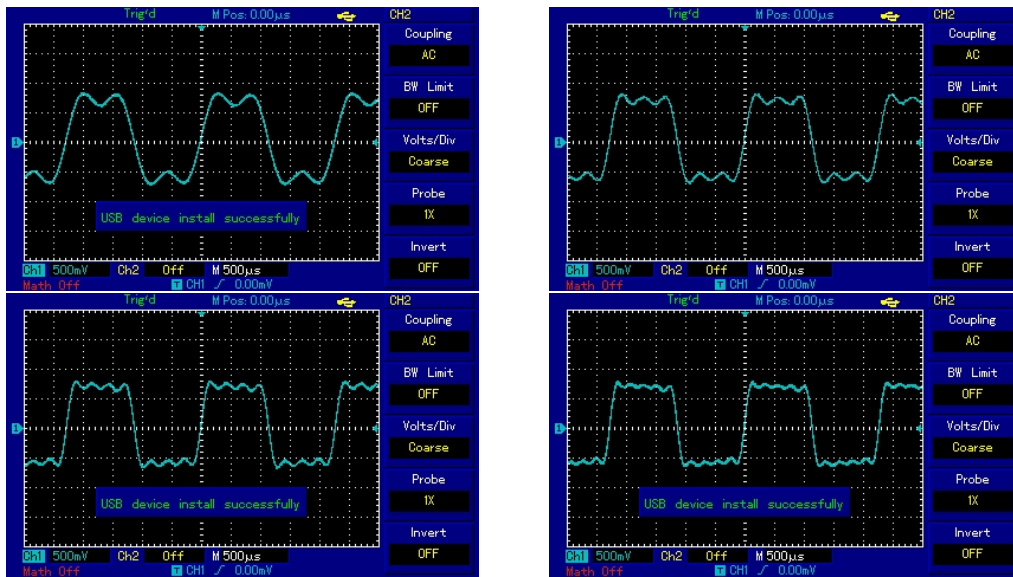 Trig'd M Pos: 0.00μs CH2
Coupling
AC
BW Limit
OFF
Volts/Div
Coarse
Probe
1X
Invert
OFF
1
USB device install successfully
Ch1 500mV Ch2 Off M 500μs
Math Off T CH1 0.00mV
Trig'd M Pos: 0.00μs CH2
Coupling
AC
BW Limit
OFF
Volts/Div
Coarse
Probe
1X
Invert
OFF
1
Ch1 500mV Ch2 Off M 500μs
Math Off T CH1 0.00mV
Trig'd M Pos: 0.00μs CH2
Coupling
AC
BW Limit
OFF
Volts/Div
Coarse
Probe
1X
Invert
OFF
1
USB device install successfully
Ch1 500mV Ch2 Off M 500μs
Math Off T CH1 0.00mV
Trig'd M Pos: 0.00μs CH2
Coupling
AC
BW Limit
OFF
Volts/Div
Coarse
Probe
1X
Invert
OFF
1
USB device install successfully
Ch1 500mV Ch2 Off M 500μs
Math Off T CH1 0.00mV